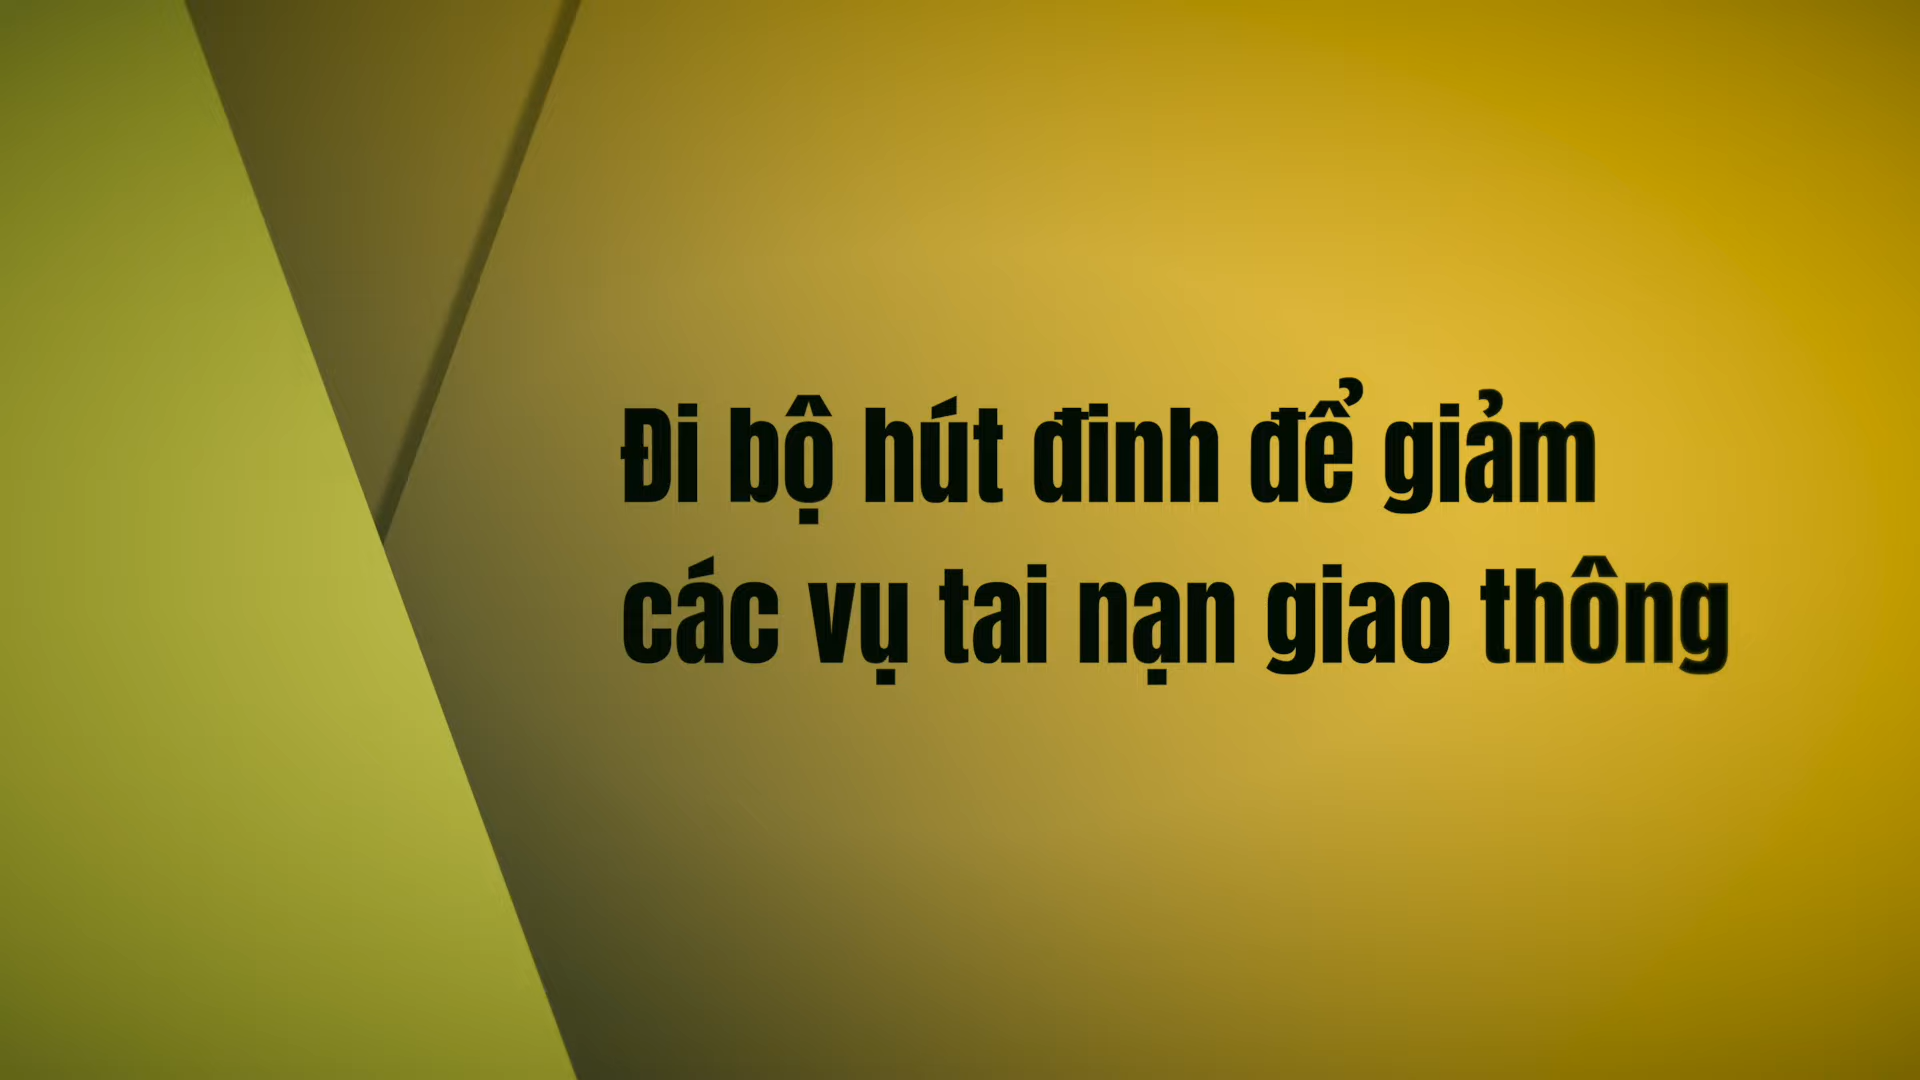 Đi bộ hút đinh để giảm
các vụ tai nạn giao thông